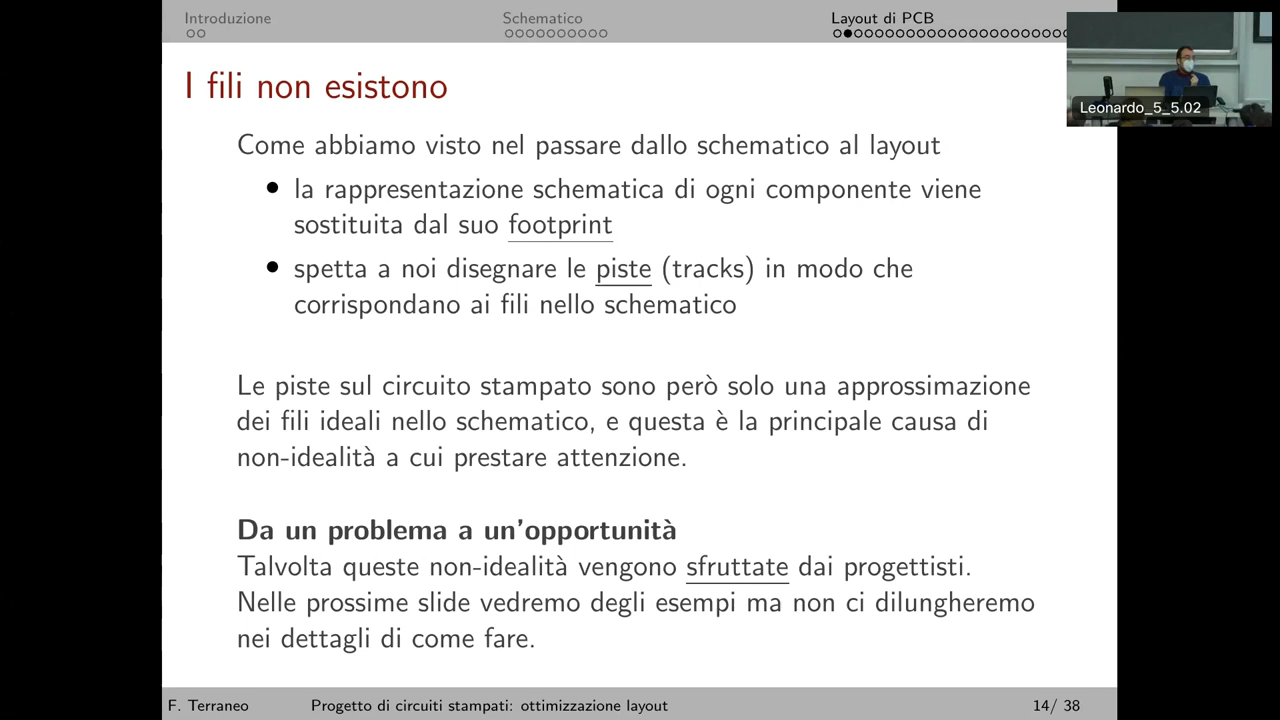 Introduzione
Schematico
Layout di PCB
Leonardo_5_5.02
I fili non esistono
Come abbiamo visto nel passare dallo schematico al layout
la rappresentazione schematica di ogni componente viene
sostituita dal suo footprint
spetta a noi disegnare le piste (tracks) in modo che
corrispondano ai fili nello schematico
Le piste sul circuito stampato sono però solo una approssimazione
dei fili ideali nello schematico, e questa è la principale causa di
non-idealità a cui prestare attenzione.
Da un problema a un'opportunità
Talvolta queste non-idealità vengono sfruttate dai progettisti.
Nelle prossime slide vedremo degli esempi ma non ci dilungheremo
nei dettagli di come fare.
F. Terraneo
Progetto di circuiti stampati: ottimizzazione layout
14/ 38